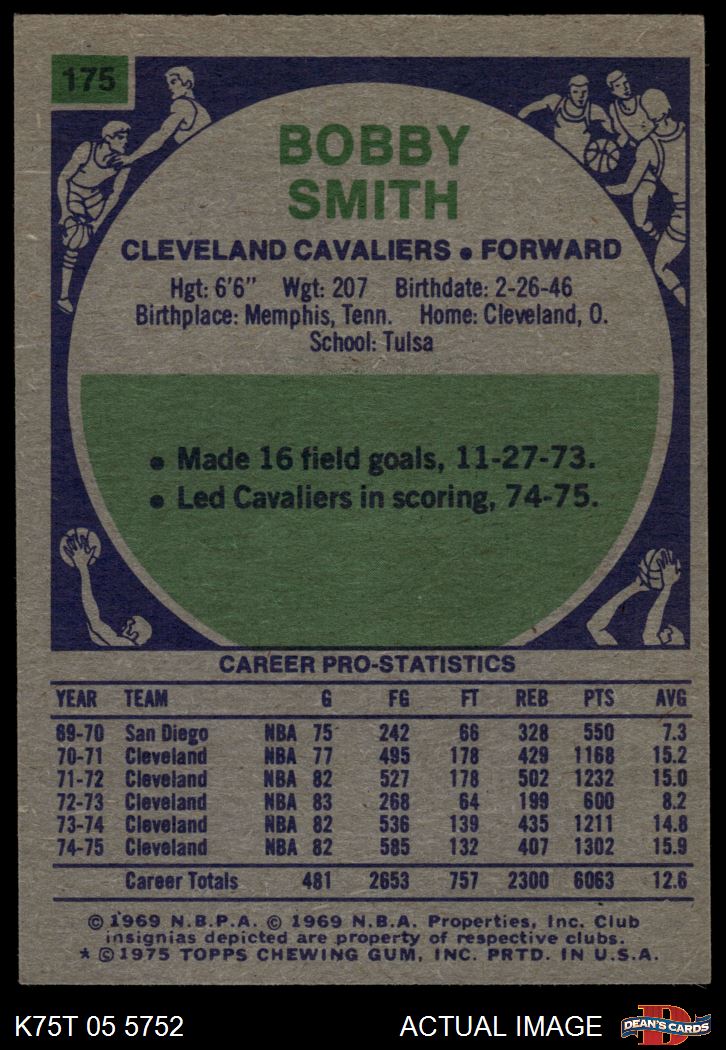 175
BOBBY
SMITH
CLEVELAND CAVALIERS • FORWARD
Hgt: 6'6" Wgt: 207 Birthdate: 2-26-46
Birthplace: Memphis, Tenn. Home: Cleveland, O.
School: Tulsa
• Made 16 field goals, 11-27-73.
• Led Cavaliers in scoring, 74-75.
CAREER PRO-STATISTICS
YEAR TEAM G FG FT REB PTS AVG
69-70 San Diego NBA 75 242 66 328 550 7.3
70-71 Cleveland NBA 77 495 178 429 1168 15.2
71-72 Cleveland NBA 82 527 178 502 1232 15.0
72-73 Cleveland NBA 83 268 64 199 600 8.2
73-74 Cleveland NBA 82 536 139 435 1211 14.8
74-75 Cleveland NBA 82 585 132 407 1302 15.9
Career Totals 481 2653 757 2300 6063 12.6
© 1969 N.B.P.A. © 1969 N.B.A. Properties, Inc. Club
insignias depicted are property of respective clubs.
* © 1975 TOPPS CHEWING GUM, INC. PRTD. IN U.S.A.
K75T 05 5752 ACTUAL IMAGE D DEAN'S CARDS